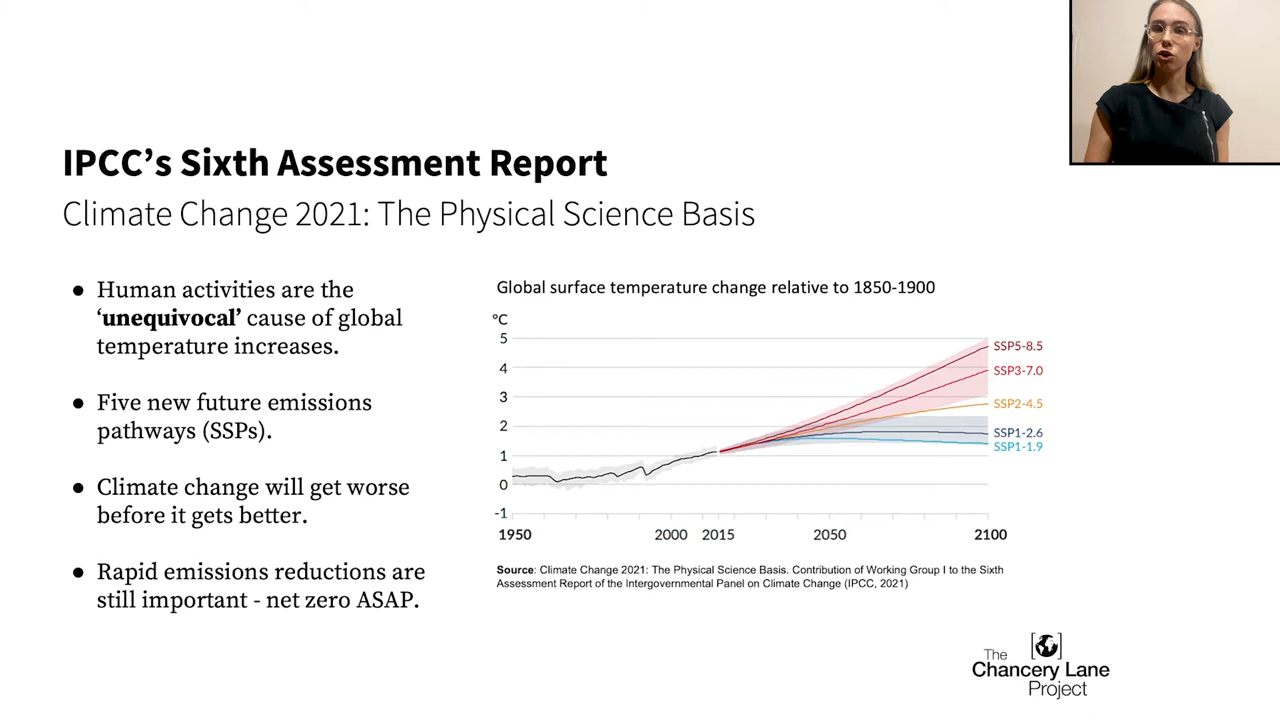 IPCC’s Sixth Assessment Report
Climate Change 2021: The Physical Science Basis
● Human activities are the
‘unequivocal’ cause of global
temperature increases.
● Five new future emissions
pathways (SSPs).
● Climate change will get worse
before it gets better.
● Rapid emissions reductions are
still important - net zero ASAP.
Global surface temperature change relative to 1850-1900
°C
5
4
3
2
1
0
-1
1950 2000 2015 2050 2100
SSP5-8.5
SSP3-7.0
SSP2-4.5
SSP1-2.6
SSP1-1.9
Source: Climate Change 2021: The Physical Science Basis. Contribution of Working Group I to the Sixth
Assessment Report of the Intergovernmental Panel on Climate Change (IPCC, 2021)
The
Chancery Lane
Project